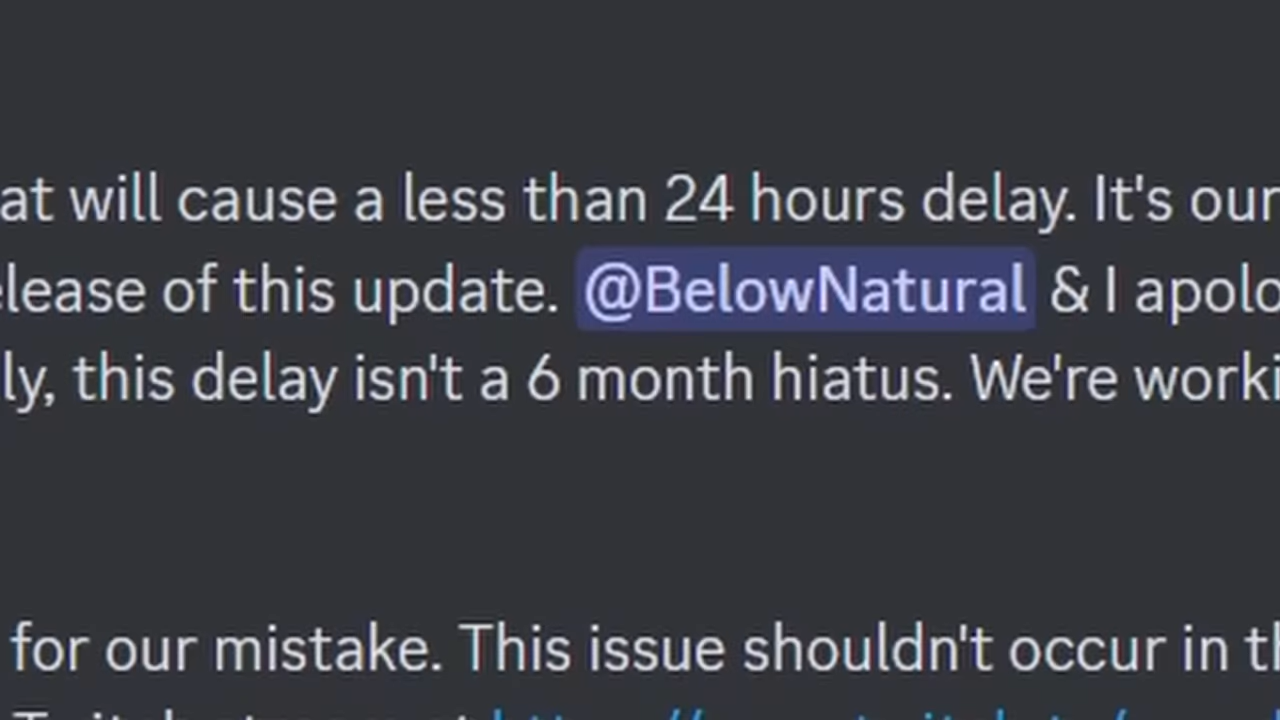 at will cause a less than 24 hours delay. It's our
elease of this update. @BelowNatural & I apolo
ly, this delay isn't a 6 month hiatus. We're worki
for our mistake. This issue shouldn't occur in th